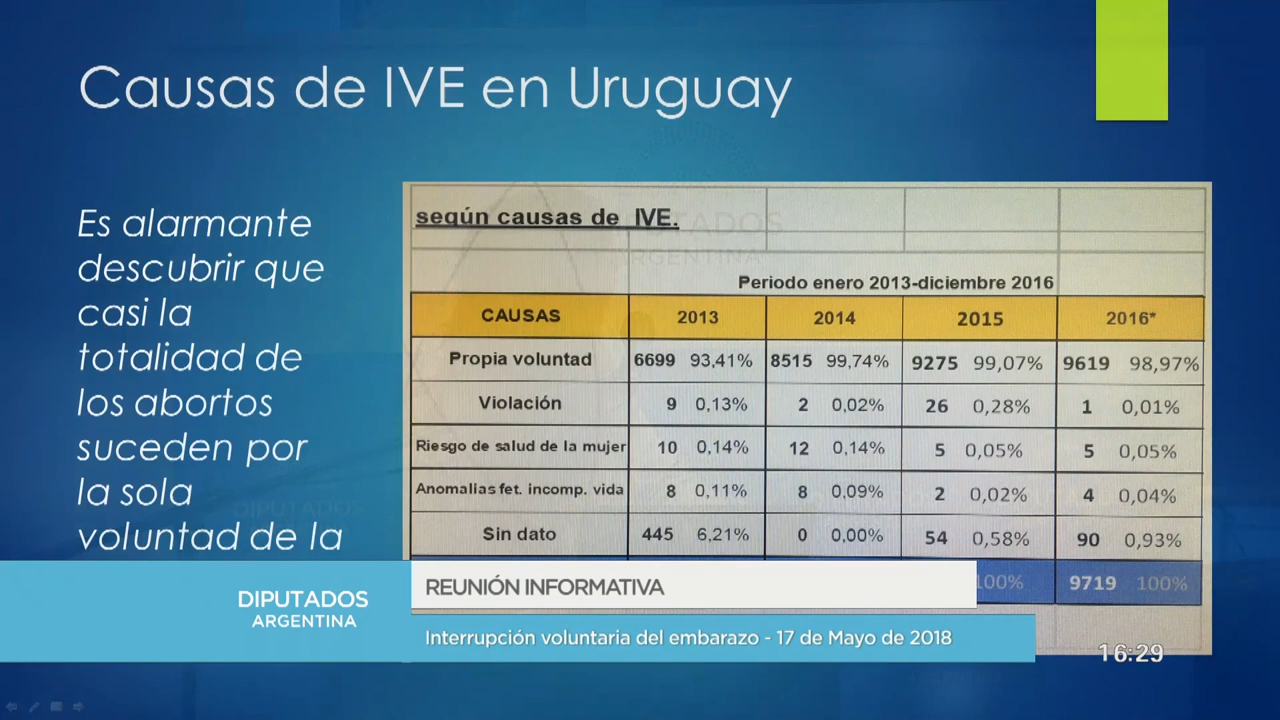 Causas de IVE en Uruguay
Es alarmante
descubrir que
casi la
totalidad de
los abortos
suceden por
la sola
voluntad de la
según causas de IVE.
Periodo enero 2013-diciembre 2016
CAUSAS 2013 2014 2015 2016*
Propia voluntad 6699 93,41% 8515 99,74% 9275 99,07% 9619 98,97%
Violación 9 0,13% 2 0,02% 26 0,28% 1 0,01%
Riesgo de salud de la mujer 10 0,14% 12 0,14% 5 0,05% 5 0,05%
Anomalias fet. incomp. vida 8 0,11% 8 0,09% 2 0,02% 4 0,04%
Sin dato 445 6,21% 0 0,00% 54 0,58% 90 0,93%
100% 9719 100%
DIPUTADOS
ARGENTINA
REUNIÓN INFORMATIVA
Interrupción voluntaria del embarazo - 17 de Mayo de 2018
16:29